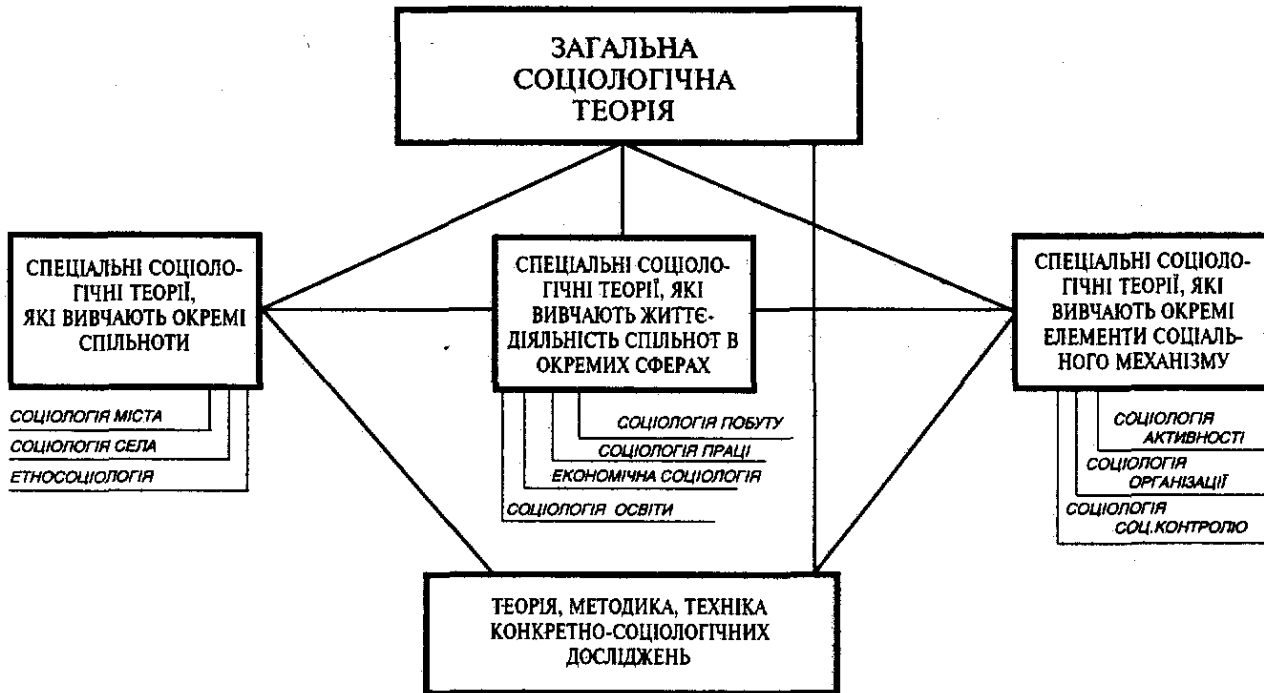 ЗАГАЛЬНА
СОЦІОЛОГІЧНА
ТЕОРІЯ
СПЕЦІАЛЬНІ СОЦІОЛО-
ГІЧНІ ТЕОРІЇ,
ЯКІ ВИВЧАЮТЬ ОКРЕМІ
СПІЛЬНОТИ
СОЦІОЛОГІЯ МІСТА
СОЦІОЛОГІЯ СЕЛА
ЕТНОСОЦІОЛОГІЯ
СПЕЦІАЛЬНІ СОЦІОЛО-
ГІЧНІ ТЕОРІЇ, ЯКІ
ВИВЧАЮТЬ ЖИТТЄ-
ДІЯЛЬНІСТЬ СПІЛЬНОТ В
ОКРЕМИХ СФЕРАХ
СОЦІОЛОГІЯ ПОБУТУ
СОЦІОЛОГІЯ ПРАЦІ
ЕКОНОМІЧНА СОЦІОЛОГІЯ
СОЦІОЛОГІЯ ОСВІТИ
СПЕЦІАЛЬНІ СОЦІОЛО-
ГІЧНІ ТЕОРІЇ, ЯКІ
ВИВЧАЮТЬ ОКРЕМІ
ЕЛЕМЕНТИ СОЦІАЛЬ-
НОГО МЕХАНІЗМУ
СОЦІОЛОГІЯ
АКТИВНОСТІ
СОЦІОЛОГІЯ
ОРГАНІЗАЦІЇ
СОЦІОЛОГІЯ
СОЦ.КОНТРОЛЮ
ТЕОРІЯ, МЕТОДИКА, ТЕХНІКА
КОНКРЕТНО-СОЦІОЛОГІЧНИХ
ДОСЛІДЖЕНЬ